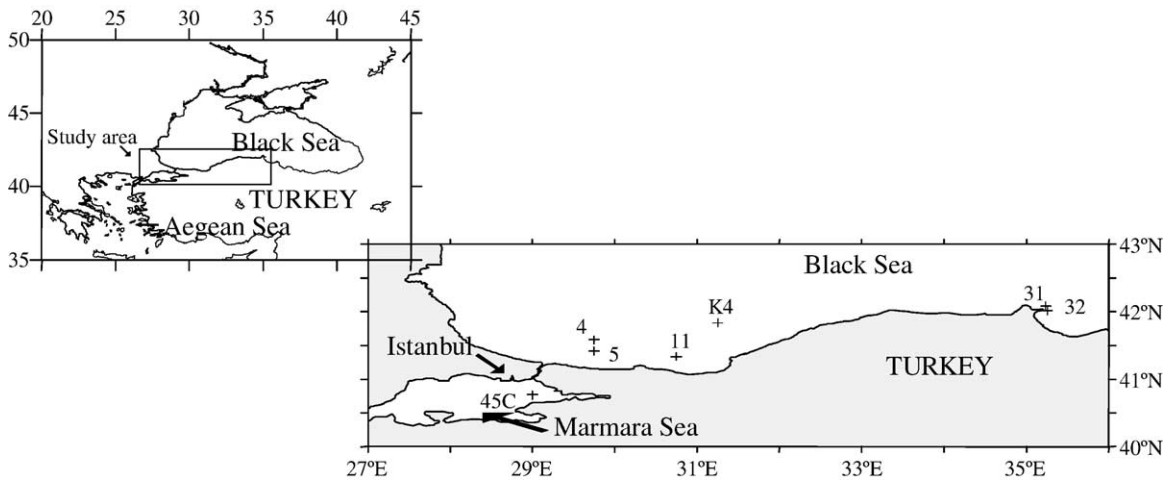 20 25 30 35 40 45
50
45
Study area
Black Sea
40
TURKEY
Aegean Sea
35
43ºN
Black Sea
31 32
K4
42ºN
4
11
5
Istanbul
TURKEY
41ºN
45C
Marmara Sea
40ºN
27ºE 29ºE 31ºE 33ºE 35ºE